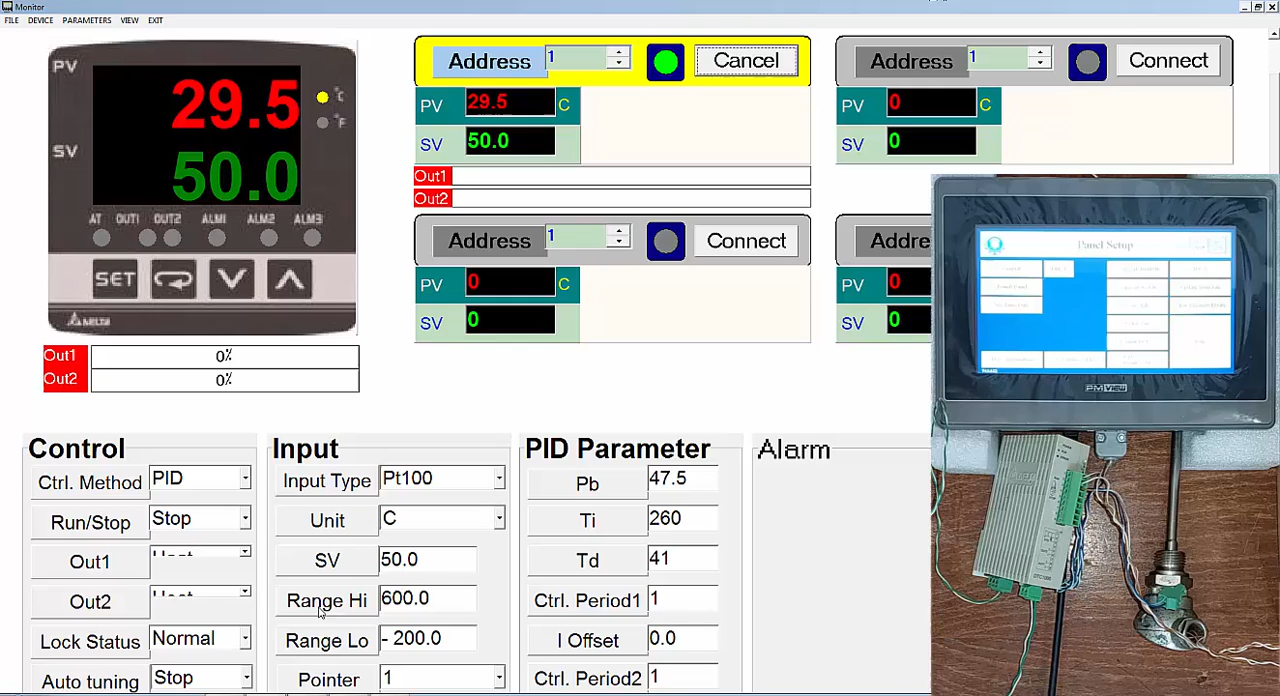 Monitor
FILE DEVICE PARAMETERS VIEW EXIT
PV
29.5
°C
°F
SV
50.0
AT OUT1 OUT2 ALM1 ALM2 ALM3
SET
DELTA
Out1 0%
Out2 0%
Address 1 Cancel
PV 29.5 C
SV 50.0
Out1
Out2
Address 1 Connect
PV 0 C
SV 0
Address 1 Connect
PV 0 C
SV 0
Addre
PV 0
SV 0
Panel Setup
PMVIEW
Control
Ctrl. Method PID
Run/Stop Stop
Out1
Out2
Lock Status Normal
Auto tuning Stop
Input
Input Type Pt100
Unit C
SV 50.0
Range Hi 600.0
Range Lo - 200.0
Pointer 1
PID Parameter
Pb 47.5
Ti 260
Td 41
Ctrl. Period1 1
I Offset 0.0
Ctrl. Period2 1
Alarm